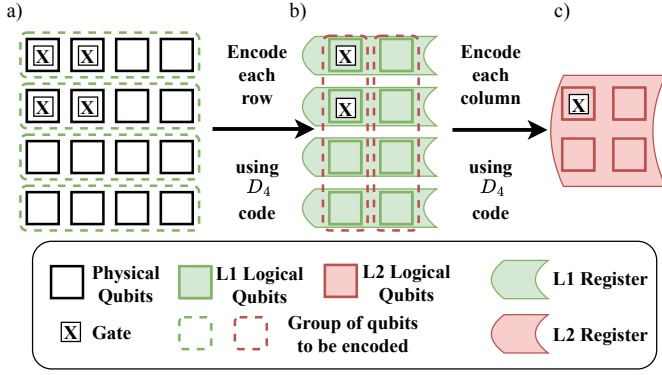 a)
b)
c)
X X
X X
Encode
each
row
using
D4
code
X
X
Encode
each
column
using
D4
code
X
Physical
Qubits
L1 Logical
Qubits
L2 Logical
Qubits
L1 Register
X Gate
Group of qubits
to be encoded
L2 Register